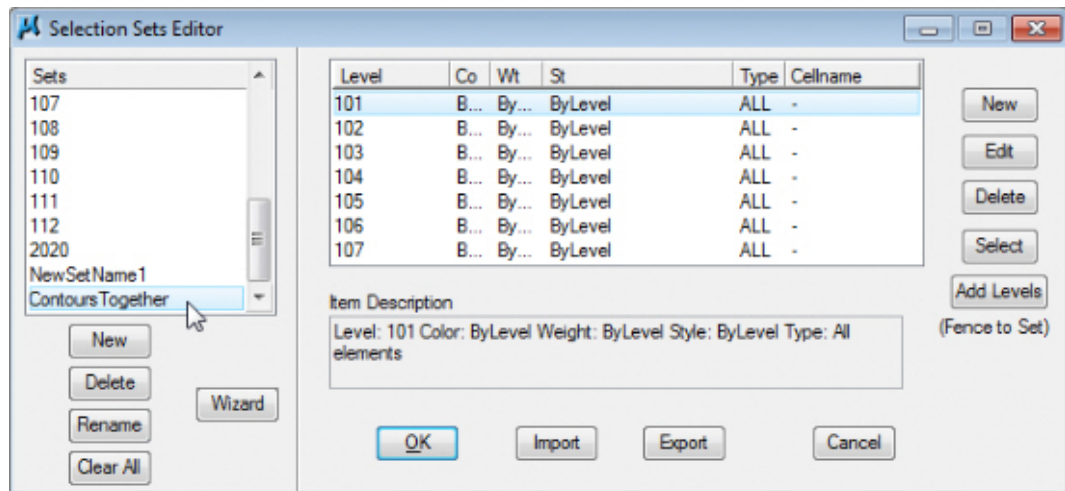 Selection Sets Editor
Sets
107
108
109
110
111
112
2020
NewSetName1
ContoursTogether
New
Delete
Rename
Clear All
Wizard
Level Co Wt St Type Cellname
101 B... By... ByLevel ALL -
102 B... By... ByLevel ALL -
103 B... By... ByLevel ALL -
104 B... By... ByLevel ALL -
105 B... By... ByLevel ALL -
106 B... By... ByLevel ALL -
107 B... By... ByLevel ALL -
Item Description
Level: 101 Color: ByLevel Weight: ByLevel Style: ByLevel Type: All
elements
OK Import Export Cancel
New
Edit
Delete
Select
Add Levels
(Fence to Set)